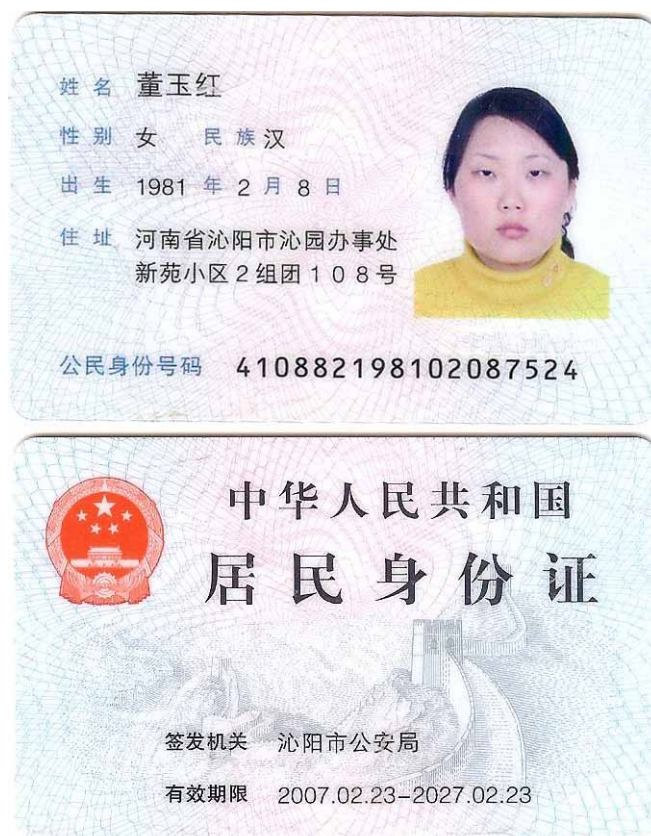 姓名 董玉红
性别 女 民族 汉
出生 1981 年 2 月 8 日
住址 河南省沁阳市沁园办事处
新苑小区2组团108号
公民身份号码 410882198102087524
中华人民共和国
居民身份证
签发机关 沁阳市公安局
有效期限 2007.02.23-2027.02.23